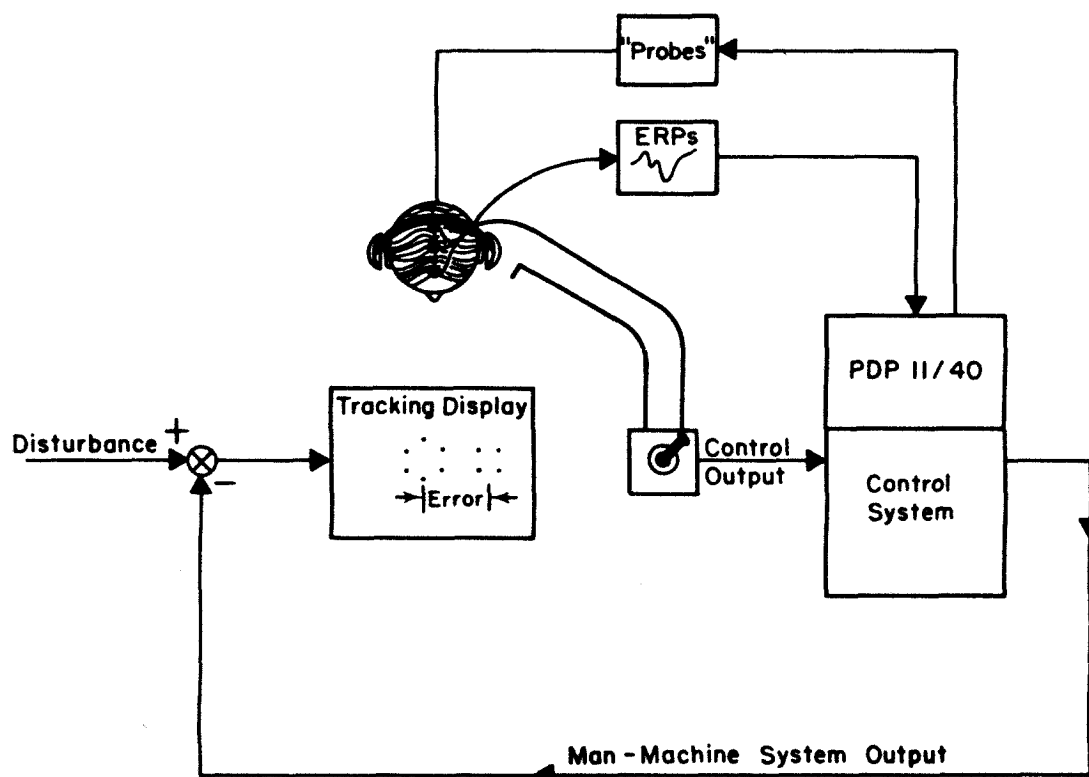 "Probes"
ERPs
PDP 11/40
Tracking Display
Disturbance
+
-
Error
Control
Output
Control
System
Man-Machine System Output